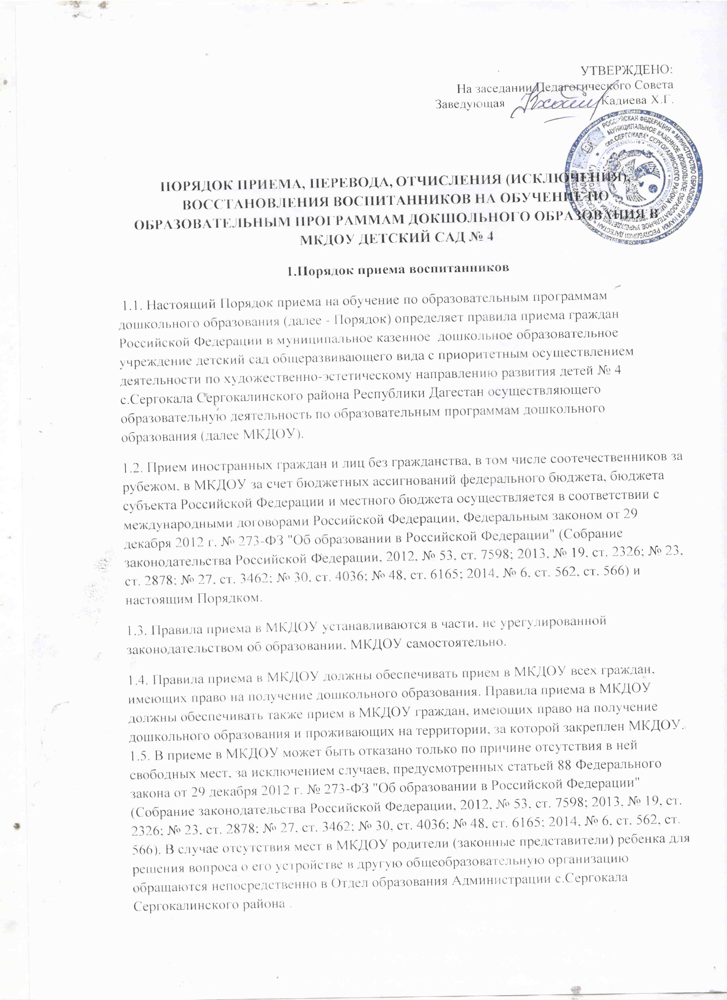 УТВЕРЖДЕНО:
На заседании Педагогического Совета
Заведующая Кадиева Х.Г.
РОССИЙСКАЯ ФЕДЕРАЦИЯ * МИНИСТЕРСТВО ОБРАЗОВАНИЯ И НАУКИ РЕСПУБЛИКИ ДАГЕСТАН
МУНИЦИПАЛЬНОЕ КАЗЕННОЕ ДОШКОЛЬНОЕ ОБРАЗОВАТЕЛЬНОЕ УЧРЕЖДЕНИЕ
сел.СЕРГОКАЛА" СЕРГОКАЛИНСКОГО РАЙОНА
ПОРЯДОК ПРИЕМА, ПЕРЕВОДА, ОТЧИСЛЕНИЯ (ИСКЛЮЧЕНИЯ),
ВОССТАНОВЛЕНИЯ ВОСПИТАННИКОВ НА ОБУЧЕНИЕ ПО
ОБРАЗОВАТЕЛЬНЫМ ПРОГРАММАМ ДОКШОЛЬНОГО ОБРАЗОВАНИЯ В
МКДОУ ДЕТСКИЙ САД № 4
1.Порядок приема воспитанников
1.1. Настоящий Порядок приема на обучение по образовательным программам
дошкольного образования (далее - Порядок) определяет правила приема граждан
Российской Федерации в муниципальное казенное дошкольное образовательное
учреждение детский сад общеразвивающего вида с приоритетным осуществлением
деятельности по художественно-эстетическому направлению развития детей № 4
с.Сергокала Сергокалинского района Республики Дагестан осуществляющего
образовательную деятельность по образовательным программам дошкольного
образования (далее МКДОУ).
1.2. Прием иностранных граждан и лиц без гражданства, в том числе соотечественников за
рубежом, в МКДОУ за счет бюджетных ассигнований федерального бюджета, бюджета
субъекта Российской Федерации и местного бюджета осуществляется в соответствии с
международными договорами Российской Федерации, Федеральным законом от 29
декабря 2012 г. № 273-ФЗ "Об образовании в Российской Федерации" (Собрание
законодательства Российской Федерации, 2012, № 53, ст. 7598; 2013, № 19, ст. 2326; № 23,
ст. 2878; № 27, ст. 3462; № 30, ст. 4036; № 48, ст. 6165; 2014, № 6, ст. 562, ст. 566) и
настоящим Порядком.
1.3. Правила приема в МКДОУ устанавливаются в части, не урегулированной
законодательством об образовании, МКДОУ самостоятельно.
1.4. Правила приема в МКДОУ должны обеспечивать прием в МКДОУ всех граждан,
имеющих право на получение дошкольного образования. Правила приема в МКДОУ
должны обеспечивать также прием в МКДОУ граждан, имеющих право на получение
дошкольного образования и проживающих на территории, за которой закреплен МКДОУ.
1.5. В приеме в МКДОУ может быть отказано только по причине отсутствия в ней
свободных мест, за исключением случаев, предусмотренных статьей 88 Федерального
закона от 29 декабря 2012 г. № 273-ФЗ "Об образовании в Российской Федерации"
(Собрание законодательства Российской Федерации, 2012, № 53, ст. 7598; 2013, № 19, ст.
2326; № 23, ст. 2878; № 27, ст. 3462; № 30, ст. 4036; № 48, ст. 6165; 2014, № 6, ст. 562, ст.
566). В случае отсутствия мест в МКДОУ родители (законные представители) ребенка для
решения вопроса о его устройстве в другую общеобразовательную организацию
обращаются непосредственно в Отдел образования Администрации с.Сергокала
Сергокалинского района .